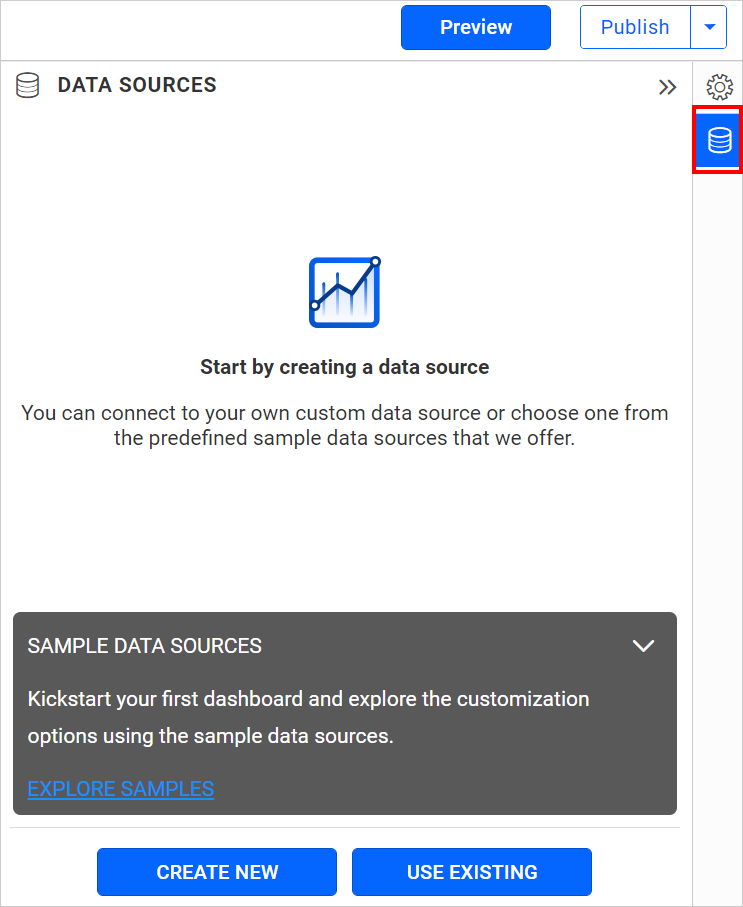 Preview
Publish
DATA SOURCES
Start by creating a data source
You can connect to your own custom data source or choose one from
the predefined sample data sources that we offer.
SAMPLE DATA SOURCES
Kickstart your first dashboard and explore the customization
options using the sample data sources.
EXPLORE SAMPLES
CREATE NEW
USE EXISTING